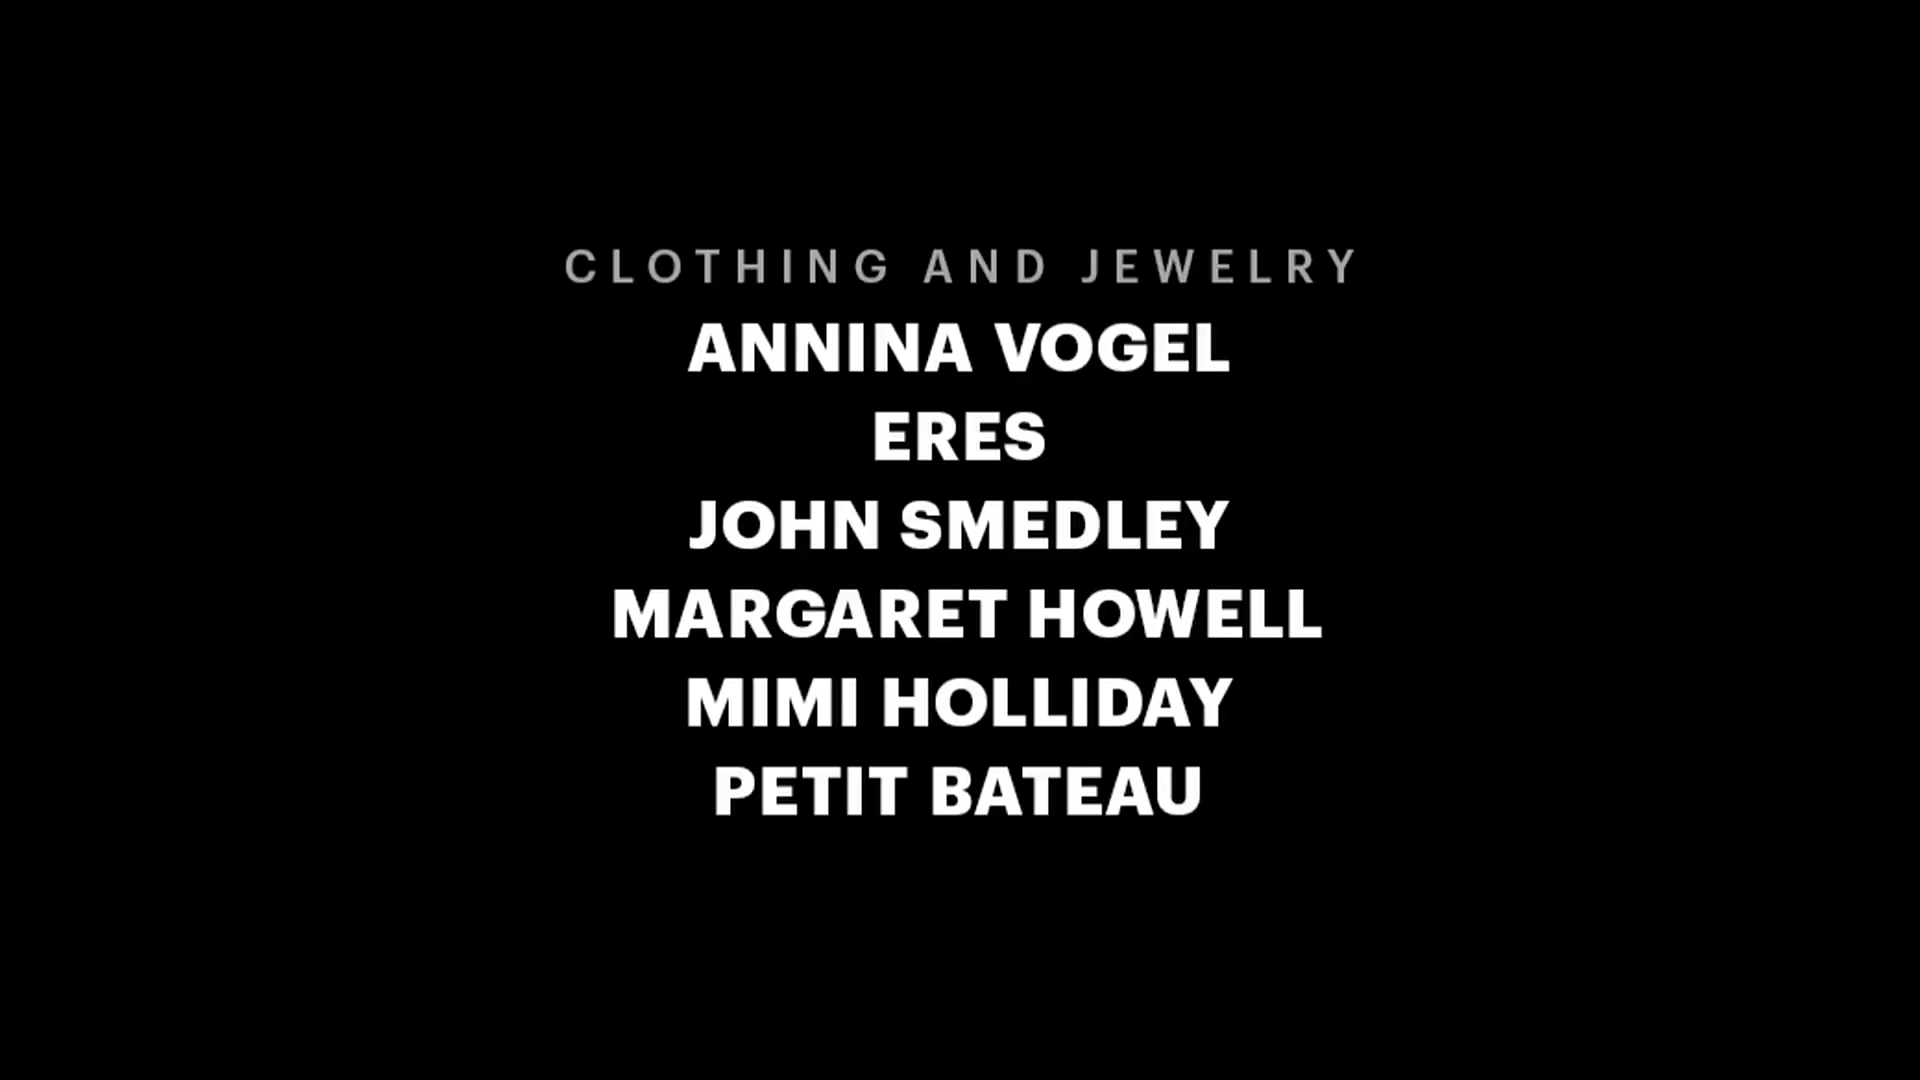 CLOTHING AND JEWELRY
ANNINA VOGEL
ERES
JOHN SMEDLEY
MARGARET HOWELL
MIMI HOLLIDAY
PETIT BATEAU